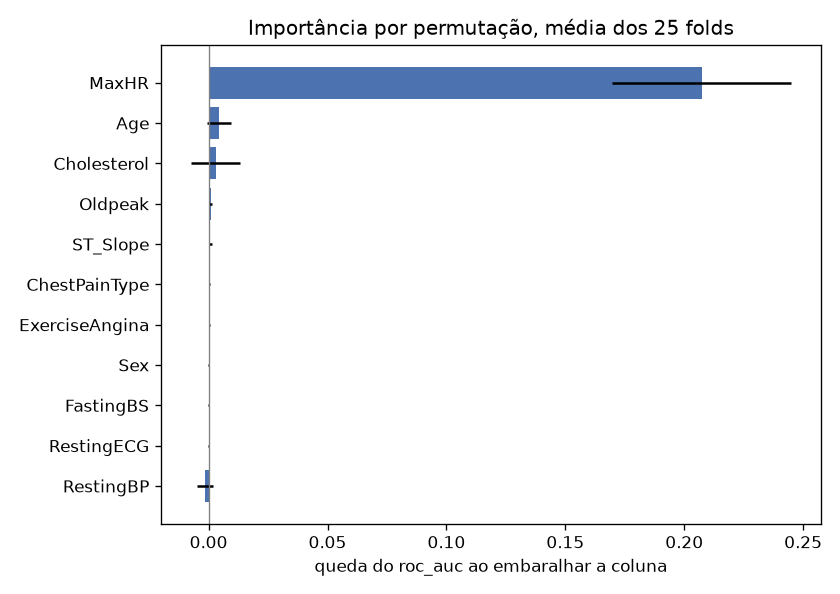 Importância por permutação, média dos 25 folds
MaxHR
Age
Cholesterol
Oldpeak
ST_Slope
ChestPainType
ExerciseAngina
Sex
FastingBS
RestingECG
RestingBP
0.00 0.05 0.10 0.15 0.20 0.25
queda do roc_auc ao embaralhar a coluna